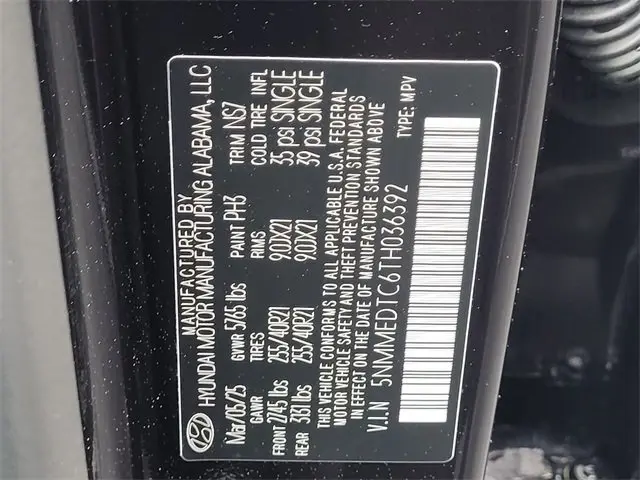 MANUFACTURED BY
HYUNDAI MOTOR MANUFACTURING ALABAMA, LLC
Mar/05/25 GVWR 5765 lbs PAINT PH3 TRIM NS7
GAWR TIRES RIMS COLD TIRE INFL
FRONT 2745 lbs 255/40R21 9.0JX21 35 psi SINGLE
REAR 3131 lbs 255/40R21 9.0JX21 39 psi SINGLE
THIS VEHICLE CONFORMS TO ALL APPLICABLE U.S.A. FEDERAL
MOTOR VEHICLE SAFETY AND THEFT PREVENTION STANDARDS
IN EFFECT ON THE DATE OF MANUFACTURE SHOWN ABOVE
V.I.N 5NMMEDTC6TH036392 TYPE: MPV